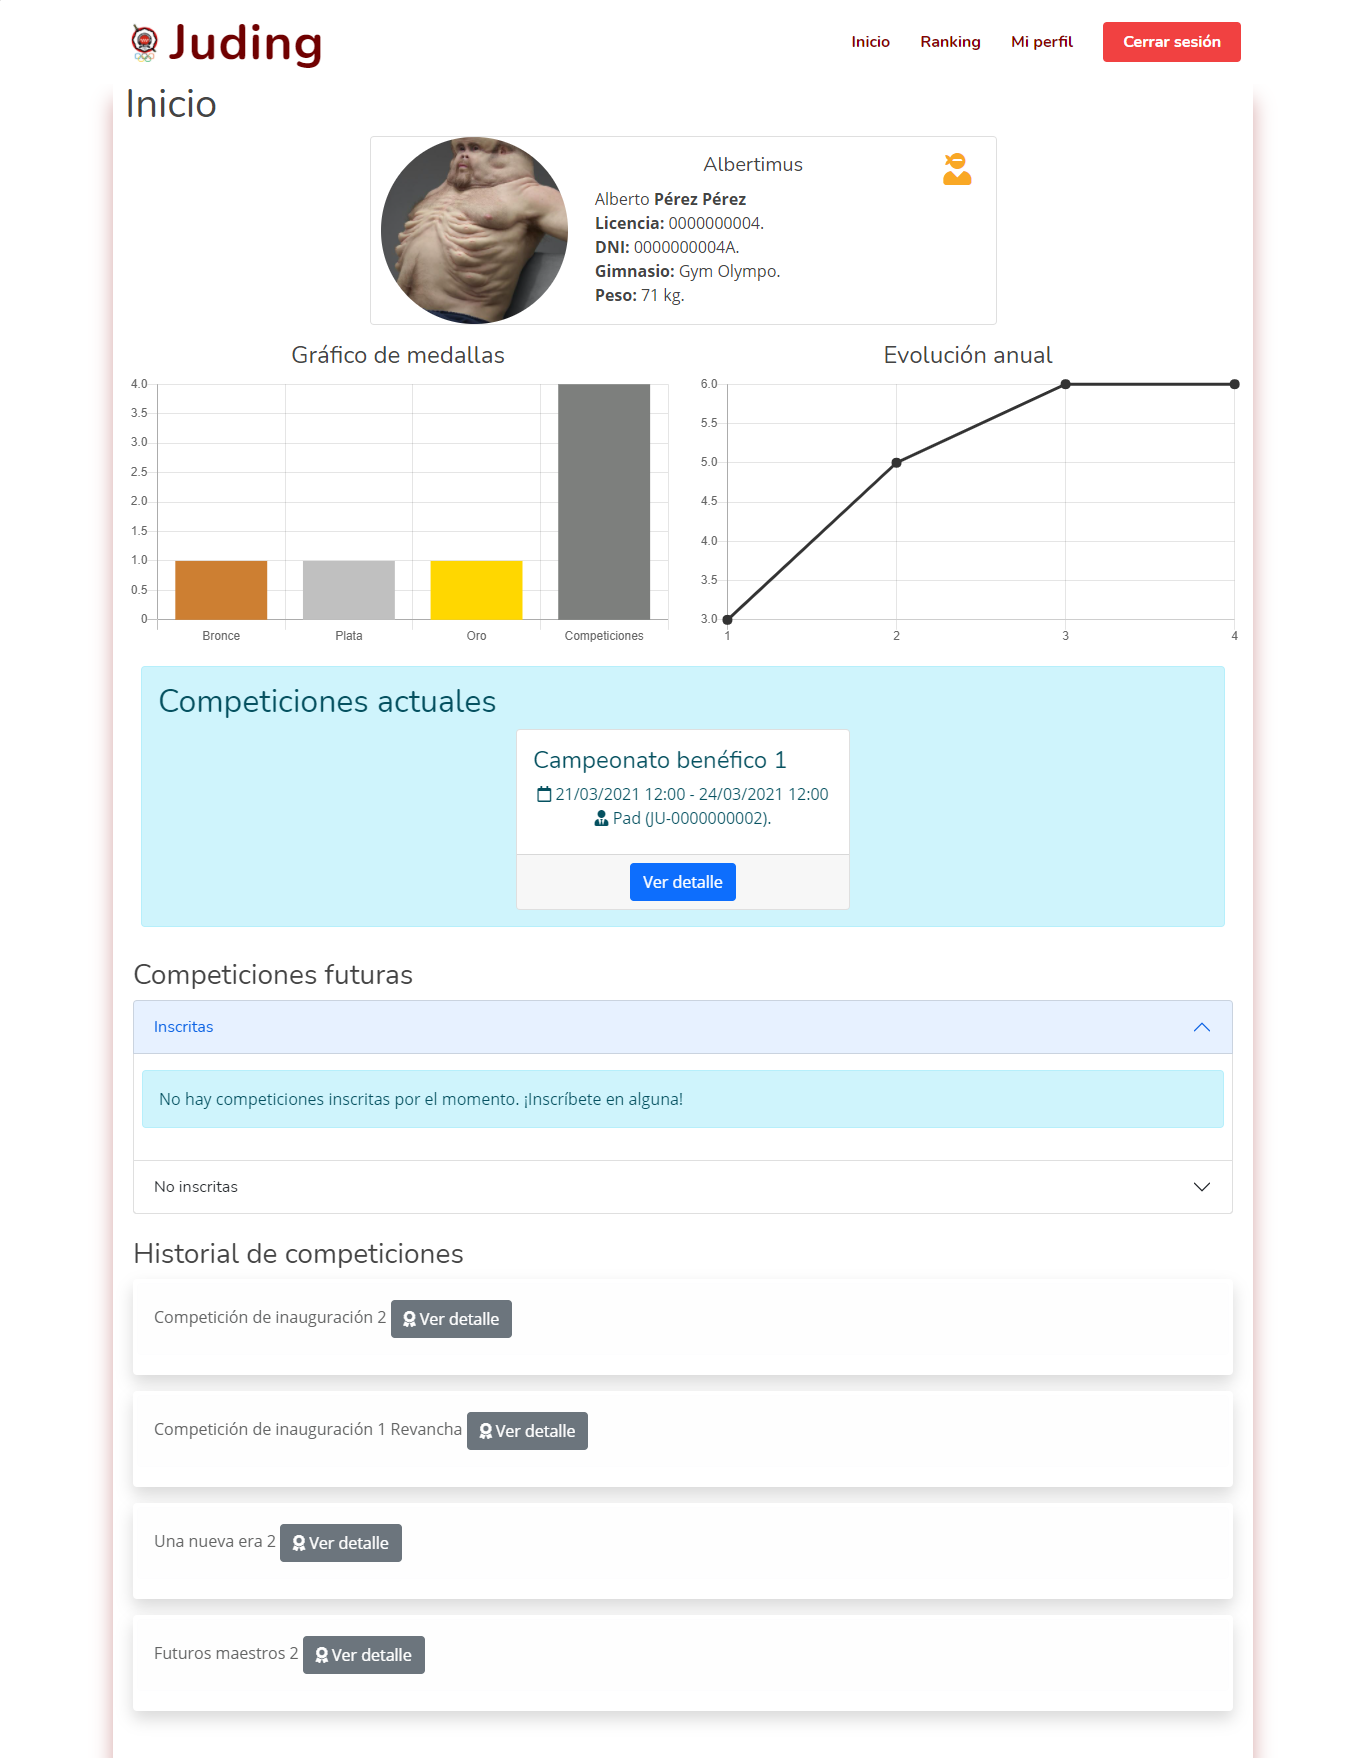 Juding
Inicio
Ranking
Mi perfil
Cerrar sesión
Inicio
Albertimus
Alberto Pérez Pérez
Licencia: 0000000004.
DNI: 0000000004A.
Gimnasio: Gym Olympo.
Peso: 71 kg.
Gráfico de medallas
4.0
3.5
3.0
2.5
2.0
1.5
1.0
0.5
0
Bronce
Plata
Oro
Competiciones
Evolución anual
6.0
5.5
5.0
4.5
4.0
3.5
3.0
1
2
3
4
Competiciones actuales
Campeonato benéfico 1
21/03/2021 12:00 - 24/03/2021 12:00
Pad (JU-0000000002).
Ver detalle
Competiciones futuras
Inscritas
No hay competiciones inscritas por el momento. ¡Inscríbete en alguna!
No inscritas
Historial de competiciones
Competición de inauguración 2 Ver detalle
Competición de inauguración 1 Revancha Ver detalle
Una nueva era 2 Ver detalle
Futuros maestros 2 Ver detalle